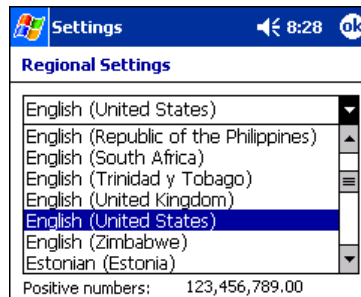 Settings 8:28 ok
Regional Settings
English (United States)
English (Republic of the Philippines)
English (South Africa)
English (Trinidad y Tobago)
English (United Kingdom)
English (United States)
English (Zimbabwe)
Estonian (Estonia)
Positive numbers: 123,456,789.00